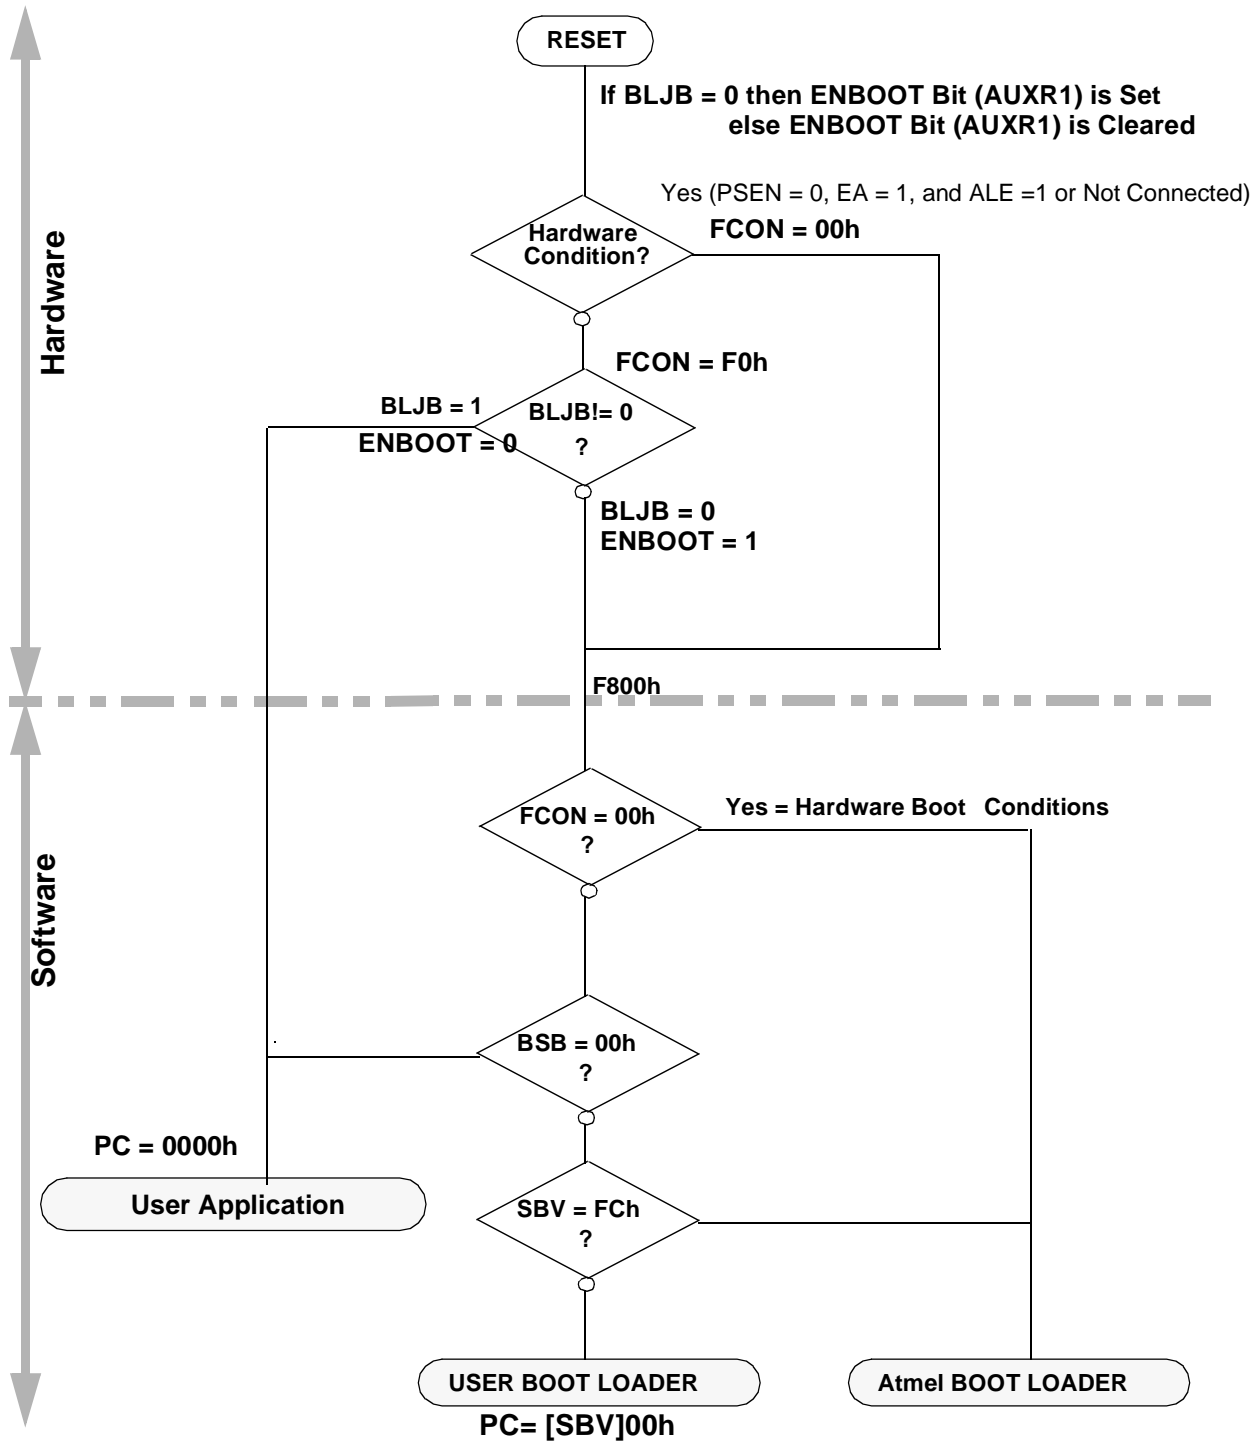 RESET
If BLJB = 0 then ENBOOT Bit (AUXR1) is Set
else ENBOOT Bit (AUXR1) is Cleared
Yes (PSEN = 0, EA = 1, and ALE =1 or Not Connected)
FCON = 00h
Hardware
Condition?
Hardware
FCON = F0h
BLJB = 1
ENBOOT = 0
BLJB!= 0
?
BLJB = 0
ENBOOT = 1
F800h
FCON = 00h
?
Yes = Hardware Boot Conditions
Software
BSB = 00h
?
PC = 0000h
User Application
SBV = FCh
?
USER BOOT LOADER
PC= [SBV]00h
Atmel BOOT LOADER